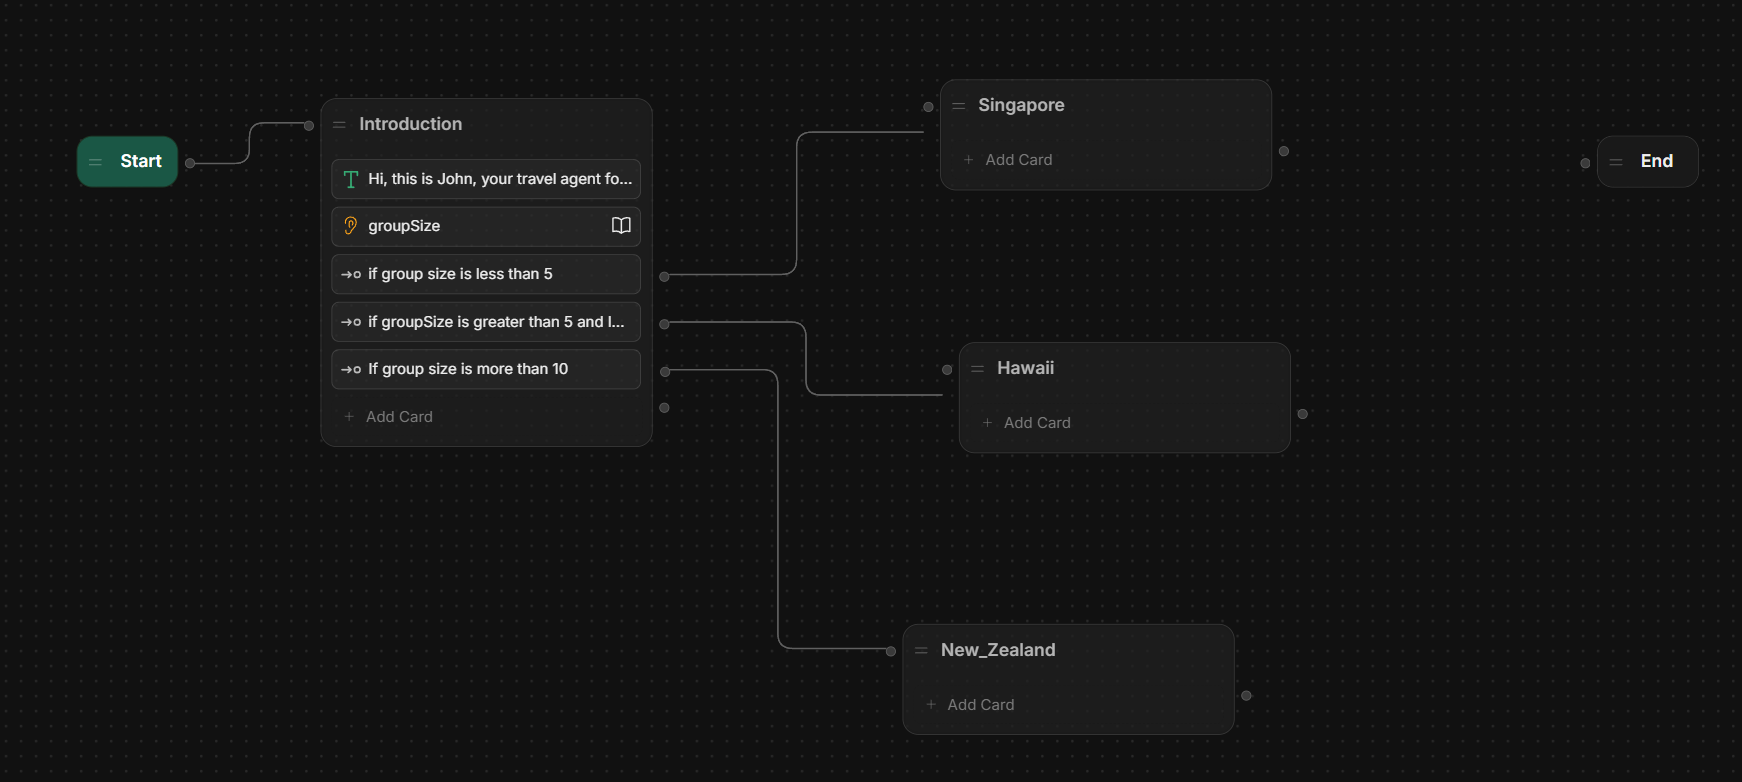 Start
Introduction
Hi, this is John, your travel agent fo...
groupSize
if group size is less than 5
if groupSize is greater than 5 and l...
If group size is more than 10
+ Add Card
Singapore
+ Add Card
Hawaii
+ Add Card
New_Zealand
+ Add Card
End